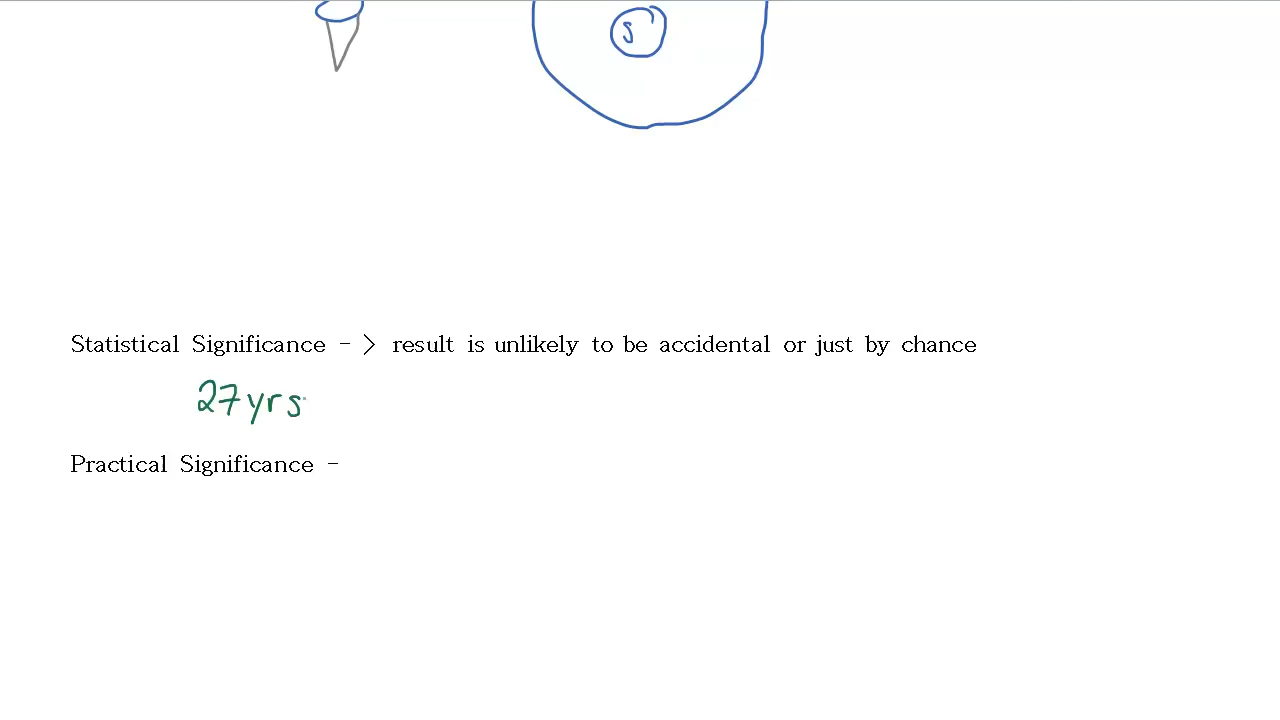 S
Statistical Significance - > result is unlikely to be accidental or just by chance
27yrs
Practical Significance -